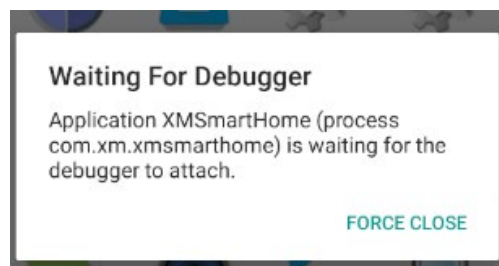 Waiting For Debugger
Application XMSmartHome (process
com.xm.xmsmarthome) is waiting for the
debugger to attach.
FORCE CLOSE